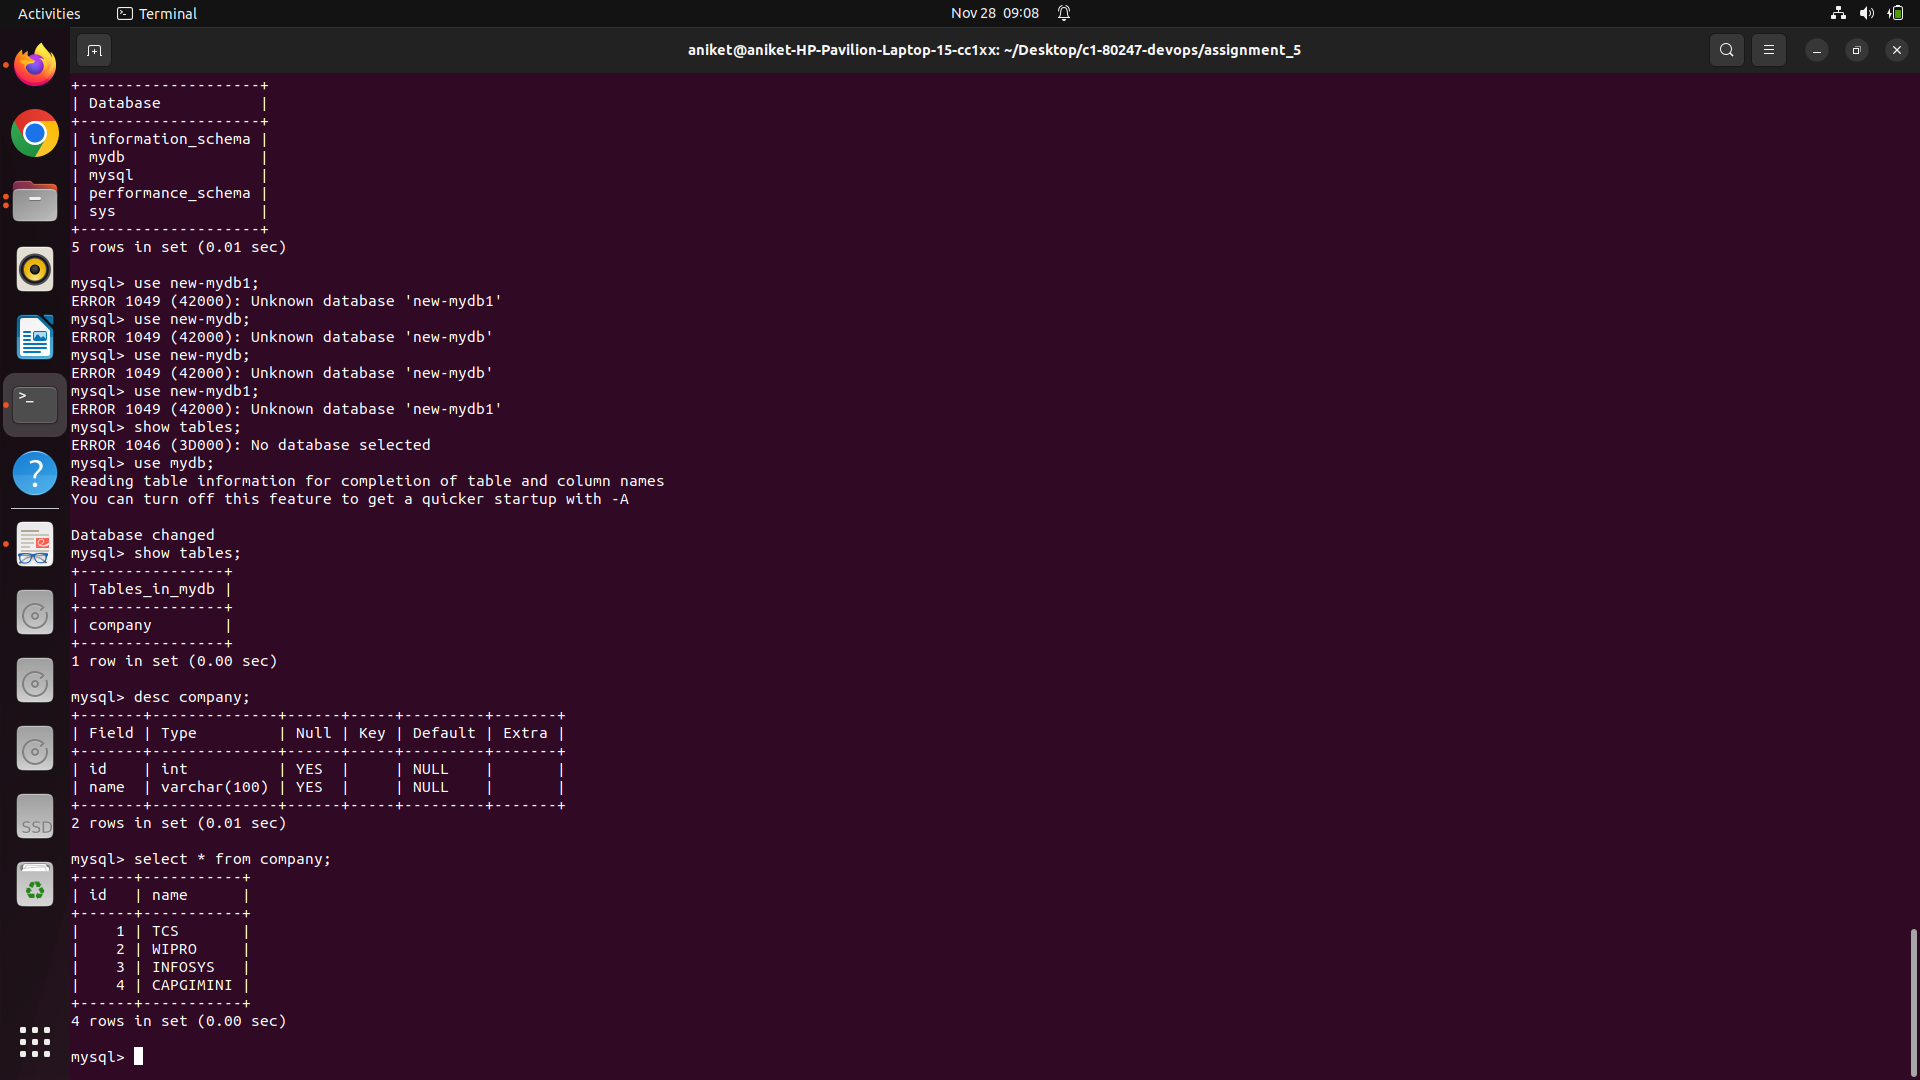 Activities
Terminal
Nov 28 09:08
aniket@aniket-HP-Pavilion-Laptop-15-cc1xx: ~/Desktop/c1-80247-devops/assignment_5
+--------------------+
| Database           |
+--------------------+
| information_schema |
| mydb               |
| mysql              |
| performance_schema |
| sys                |
+--------------------+
5 rows in set (0.01 sec)
mysql> use new-mydb1;
ERROR 1049 (42000): Unknown database 'new-mydb1'
mysql> use new-mydb;
ERROR 1049 (42000): Unknown database 'new-mydb'
mysql> use new-mydb;
ERROR 1049 (42000): Unknown database 'new-mydb'
mysql> use new-mydb1;
ERROR 1049 (42000): Unknown database 'new-mydb1'
mysql> show tables;
ERROR 1046 (3D000): No database selected
mysql> use mydb;
Reading table information for completion of table and column names
You can turn off this feature to get a quicker startup with -A
Database changed
mysql> show tables;
+----------------+
| Tables_in_mydb |
+----------------+
| company        |
+----------------+
1 row in set (0.00 sec)
mysql> desc company;
+-------+--------------+------+-----+---------+-------+
| Field | Type         | Null | Key | Default | Extra |
+-------+--------------+------+-----+---------+-------+
| id    | int          | YES  |     | NULL    |       |
| name  | varchar(100) | YES  |     | NULL    |       |
+-------+--------------+------+-----+---------+-------+
2 rows in set (0.01 sec)
mysql> select * from company;
+------+-----------+
| id   | name      |
+------+-----------+
|    1 | TCS       |
|    2 | WIPRO     |
|    3 | INFOSYS   |
|    4 | CAPGIMINI |
+------+-----------+
4 rows in set (0.00 sec)
mysql>
>_
?
SSD